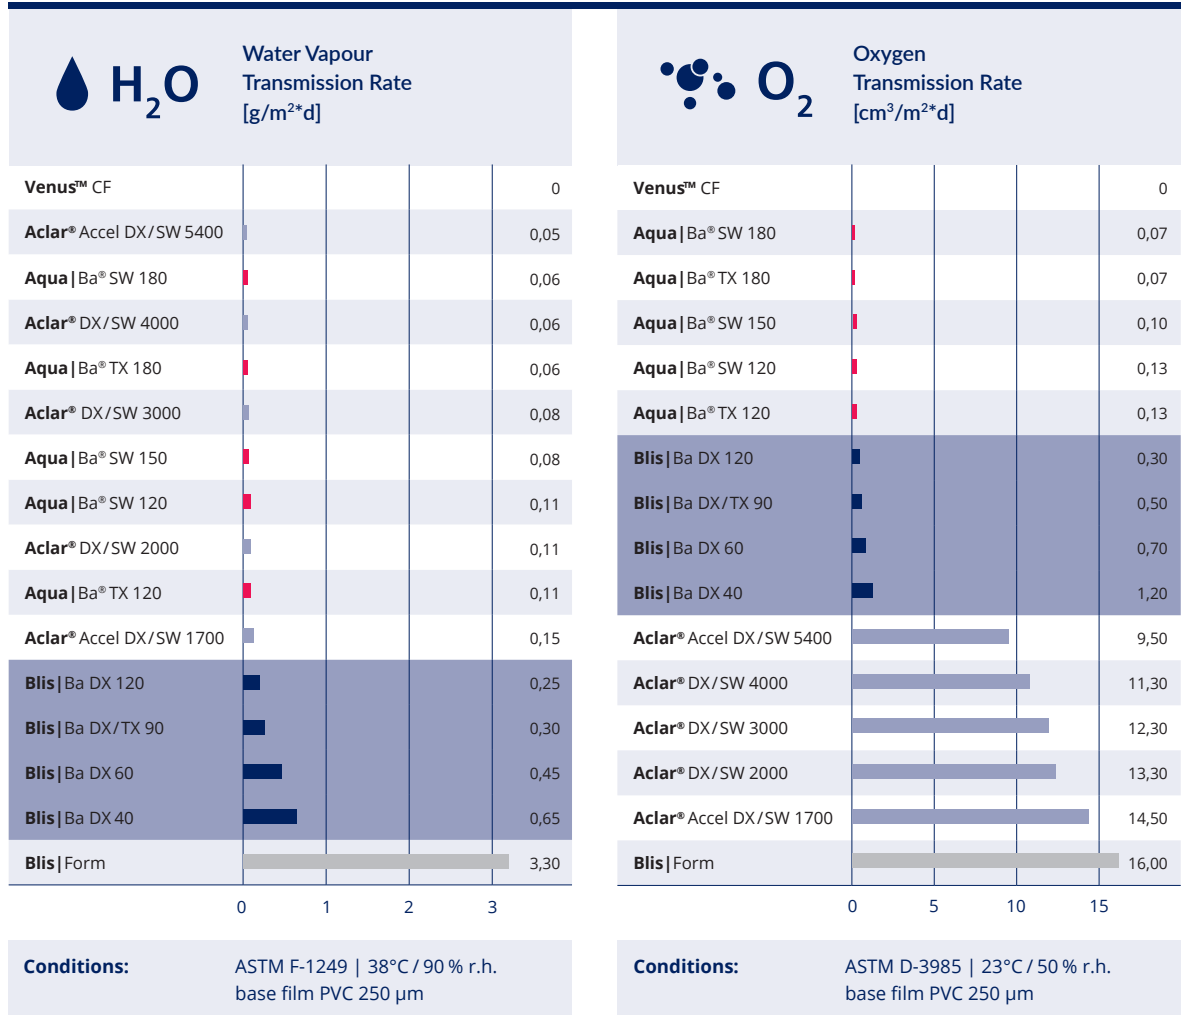 H2O
Water Vapour
Transmission Rate
[g/m²*d]
Venus™ CF 0
Aclar® Accel DX/SW 5400 0,05
Aqua|Ba® SW 180 0,06
Aclar® DX/SW 4000 0,06
Aqua|Ba® TX 180 0,06
Aclar® DX/SW 3000 0,08
Aqua|Ba® SW 150 0,08
Aqua|Ba® SW 120 0,11
Aclar® DX/SW 2000 0,11
Aqua|Ba® TX 120 0,11
Aclar® Accel DX/SW 1700 0,15
Blis|Ba DX 120 0,25
Blis|Ba DX/TX 90 0,30
Blis|Ba DX 60 0,45
Blis|Ba DX 40 0,65
Blis|Form 3,30
0 1 2 3
Conditions: ASTM F-1249 | 38°C / 90 % r.h.
base film PVC 250 µm
O2
Oxygen
Transmission Rate
[cm³/m²*d]
Venus™ CF 0
Aqua|Ba® SW 180 0,07
Aqua|Ba® TX 180 0,07
Aqua|Ba® SW 150 0,10
Aqua|Ba® SW 120 0,13
Aqua|Ba® TX 120 0,13
Blis|Ba DX 120 0,30
Blis|Ba DX/TX 90 0,50
Blis|Ba DX 60 0,70
Blis|Ba DX 40 1,20
Aclar® Accel DX/SW 5400 9,50
Aclar® DX/SW 4000 11,30
Aclar® DX/SW 3000 12,30
Aclar® DX/SW 2000 13,30
Aclar® Accel DX/SW 1700 14,50
Blis|Form 16,00
0 5 10 15
Conditions: ASTM D-3985 | 23°C / 50 % r.h.
base film PVC 250 µm